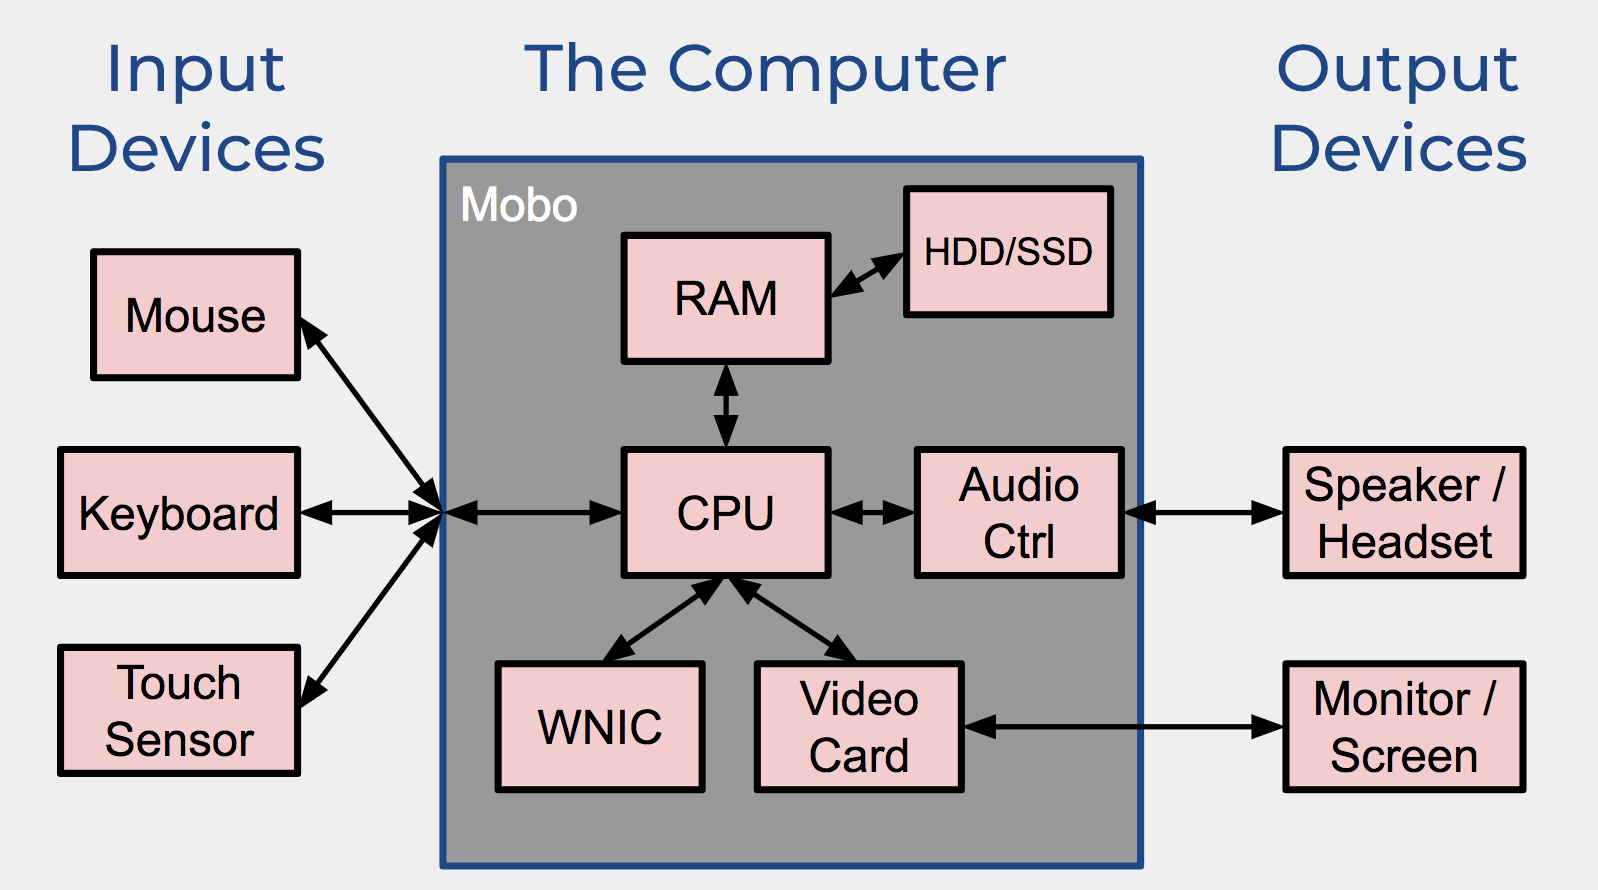 Input
Devices
The Computer
Output
Devices
Mobo
HDD/SSD
RAM
Mouse
Keyboard
CPU
Audio
Ctrl
Speaker /
Headset
Touch
Sensor
WNIC
Video
Card
Monitor /
Screen